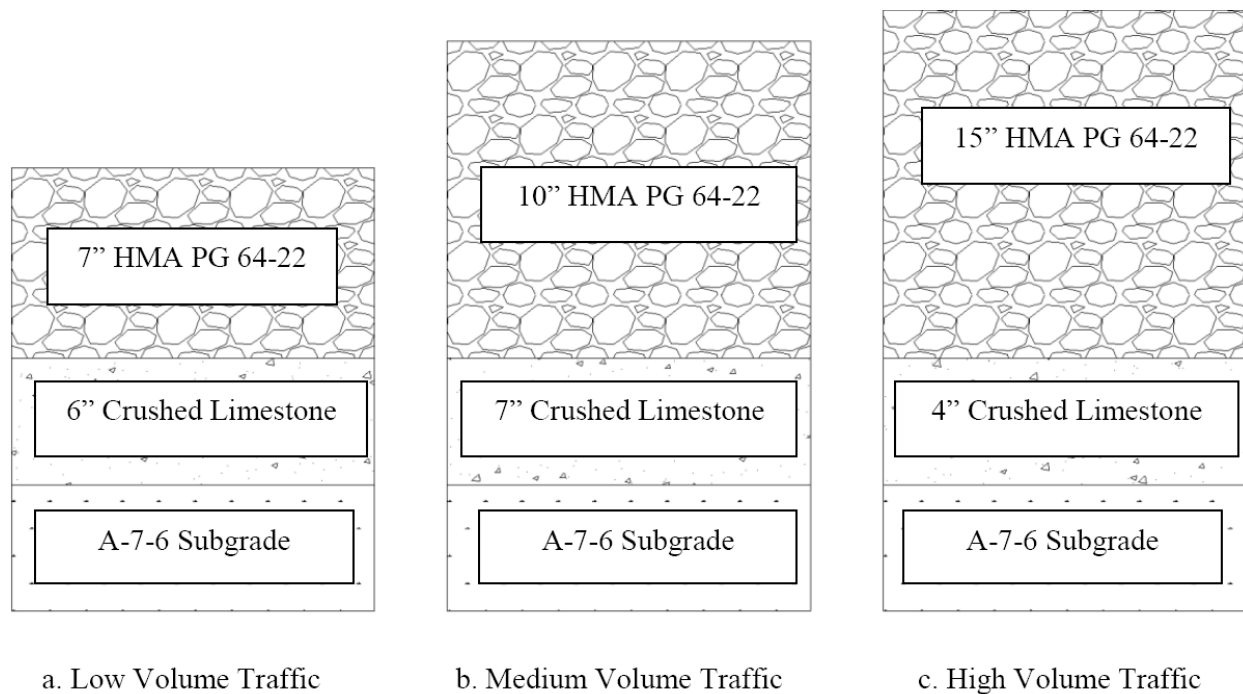 7” HMA PG 64-22
6” Crushed Limestone
A-7-6 Subgrade
a. Low Volume Traffic
10” HMA PG 64-22
7” Crushed Limestone
A-7-6 Subgrade
b. Medium Volume Traffic
15” HMA PG 64-22
4” Crushed Limestone
A-7-6 Subgrade
c. High Volume Traffic